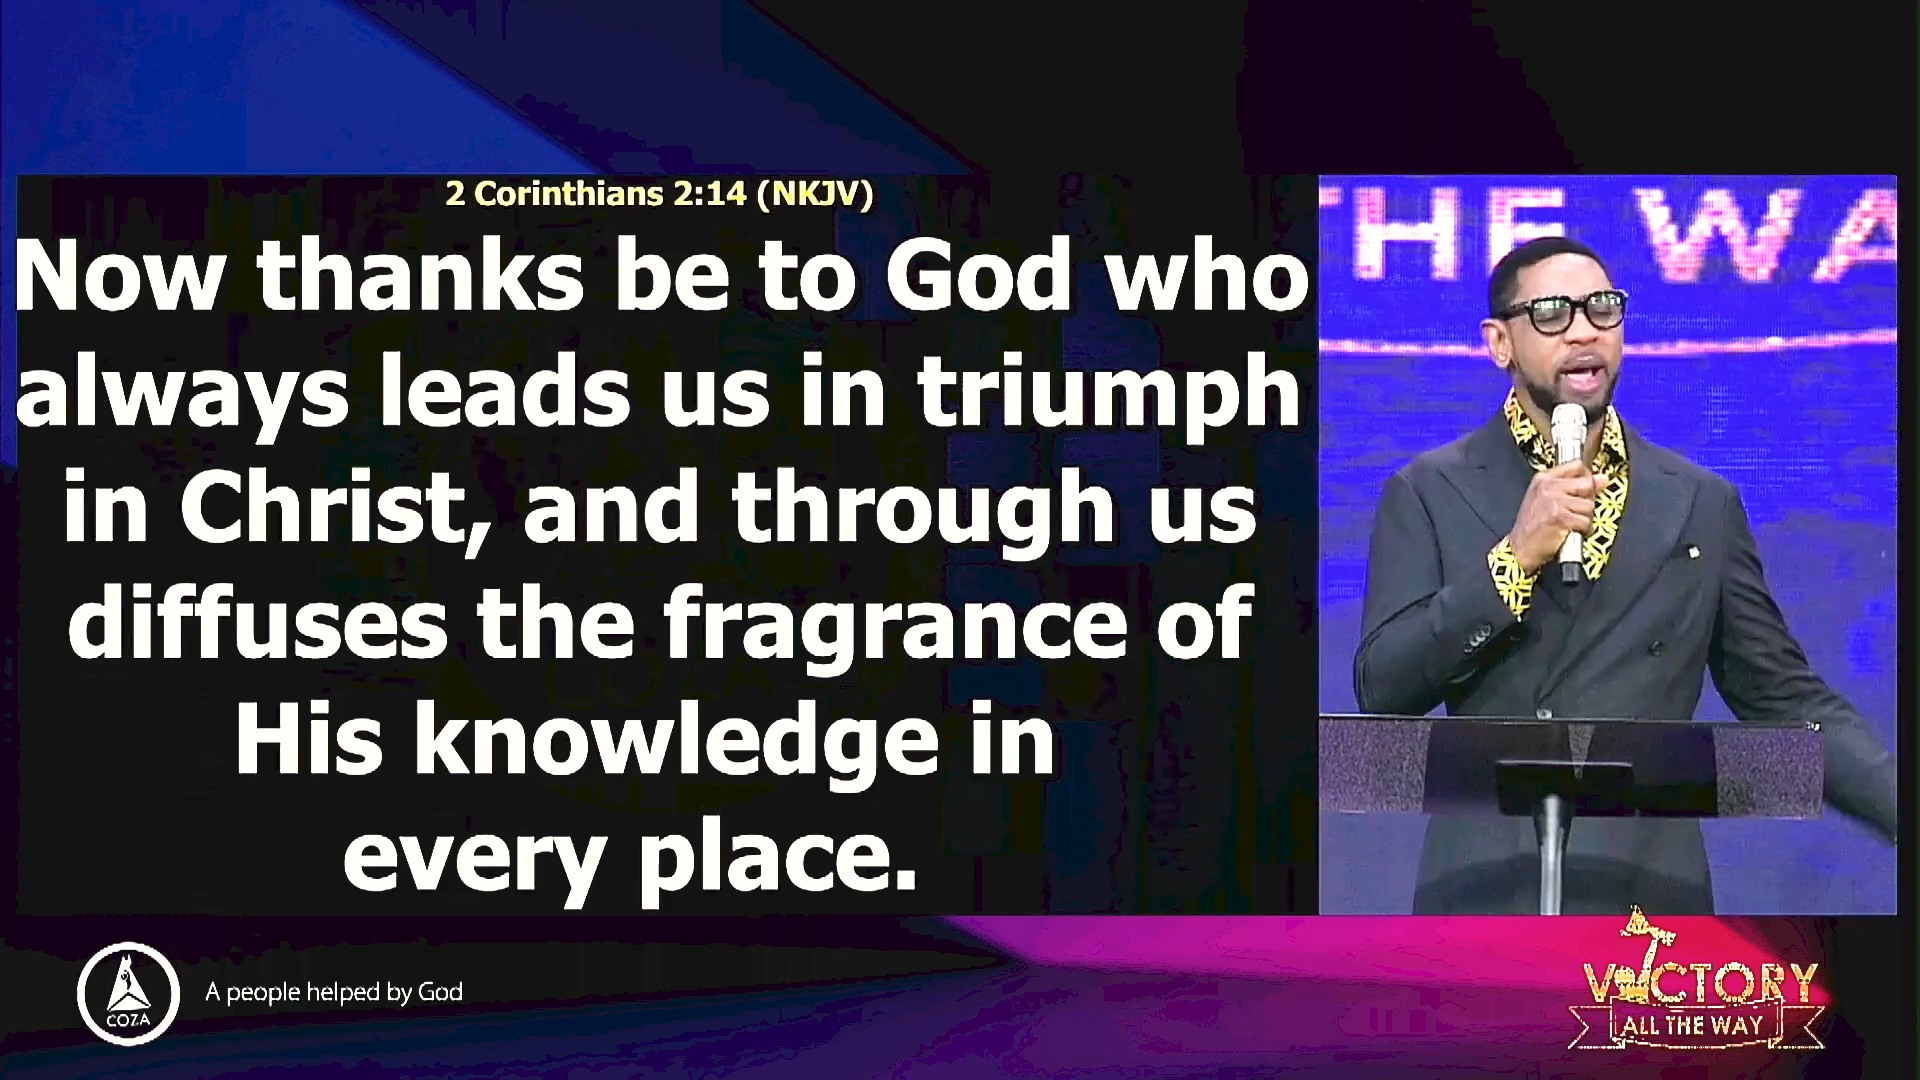 2 Corinthians 2:14 (NKJV)
Now thanks be to God who
always leads us in triumph
in Christ, and through us
diffuses the fragrance of
His knowledge in
every place.
THE WA
COZA
A people helped by God
VICTORY
ALL THE WAY